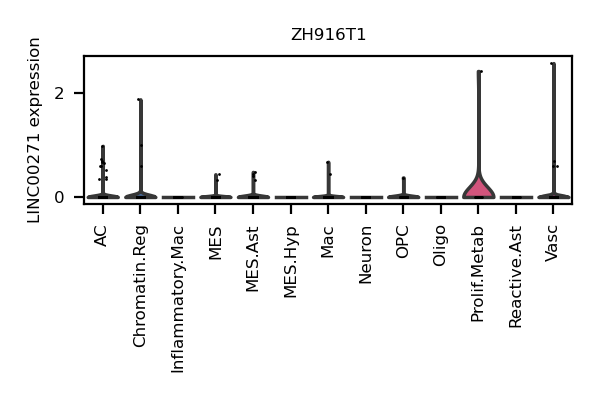 ZH916T1
LINC00271 expression
2
0
AC
Chromatin.Reg
Inflammatory.Mac
MES
MES.Ast
MES.Hyp
Mac
Neuron
OPC
Oligo
Prolif.Metab
Reactive.Ast
Vasc